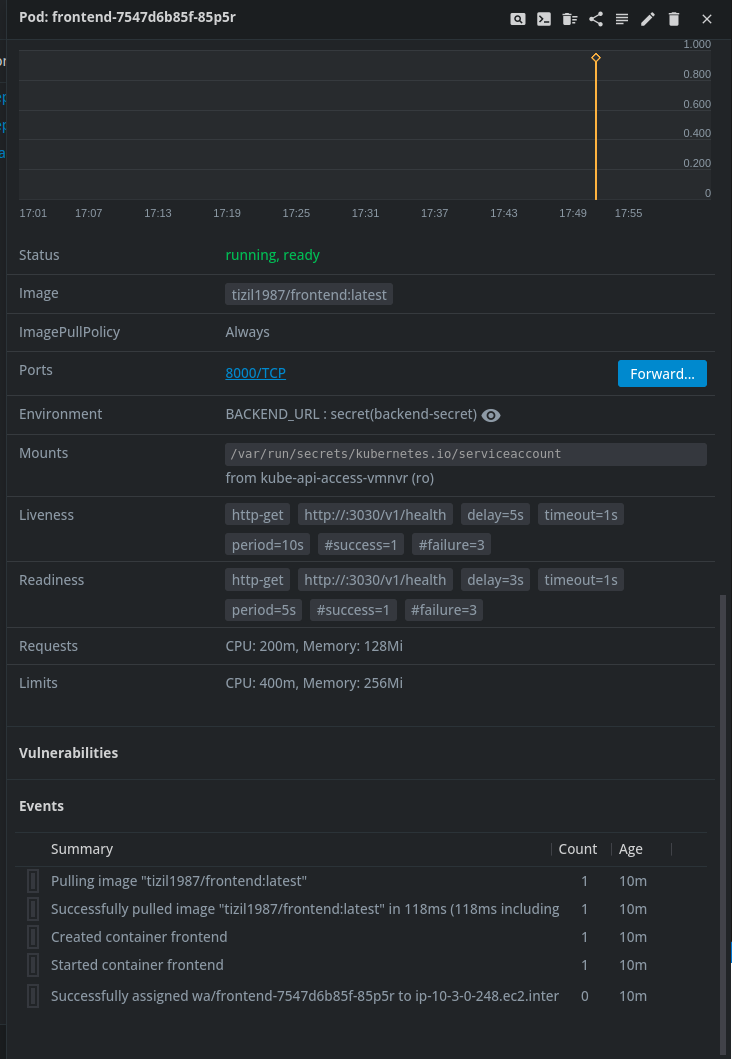 Pod: frontend-7547d6b85f-85p5r
1.000
0.800
0.600
0.400
0.200
0
17:01 17:07 17:13 17:19 17:25 17:31 17:37 17:43 17:49 17:55
Status running, ready
Image tizil1987/frontend:latest
ImagePullPolicy Always
Ports 8000/TCP Forward...
Environment BACKEND_URL : secret(backend-secret)
Mounts /var/run/secrets/kubernetes.io/serviceaccount
from kube-api-access-vmnvr (ro)
Liveness http-get http://:3030/v1/health delay=5s timeout=1s
period=10s #success=1 #failure=3
Readiness http-get http://:3030/v1/health delay=3s timeout=1s
period=5s #success=1 #failure=3
Requests CPU: 200m, Memory: 128Mi
Limits CPU: 400m, Memory: 256Mi
Vulnerabilities
Events
Summary Count Age
Pulling image "tizil1987/frontend:latest" 1 10m
Successfully pulled image "tizil1987/frontend:latest" in 118ms (118ms including 1 10m
Created container frontend 1 10m
Started container frontend 1 10m
Successfully assigned wa/frontend-7547d6b85f-85p5r to ip-10-3-0-248.ec2.inter 0 10m